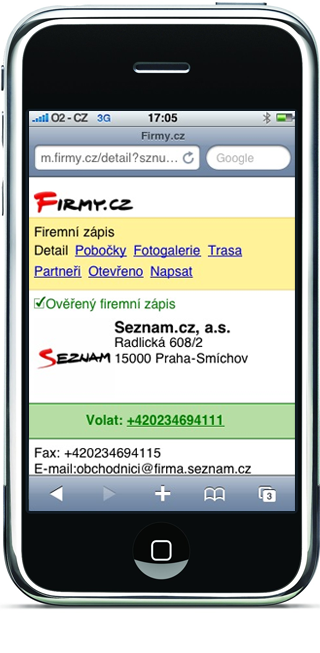 O2 - CZ 3G 17:05
Firmy.cz
m.firmy.cz/detail?sznu... Google
FIRMY.CZ
Firemní zápis
Detail Pobočky Fotogalerie Trasa
Partneři Otevřeno Napsat
Ověřený firemní zápis
Seznam.cz, a.s.
Radlická 608/2
SEZNAM 15000 Praha-Smíchov
Volat: +420234694111
Fax: +420234694115
E-mail:obchodnici@firma.seznam.cz
3